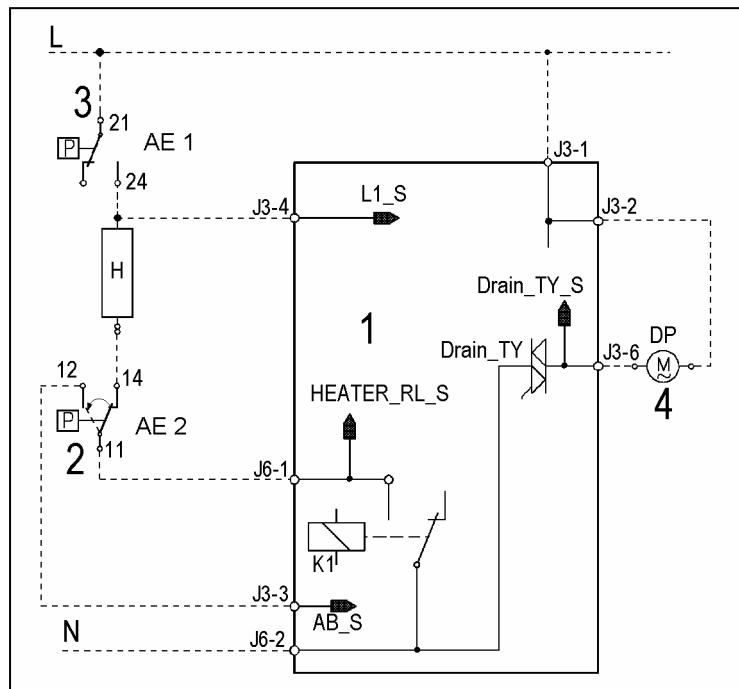 L
3
21
P
AE 1
24
J3-1
J3-4
L1_S
J3-2
H
Drain_TY_S
1
Drain_TY
DP
J3-6
M
~
4
12
14
HEATER_RL_S
P
AE 2
2
11
J6-1
K1
J3-3
AB_S
N
J6-2